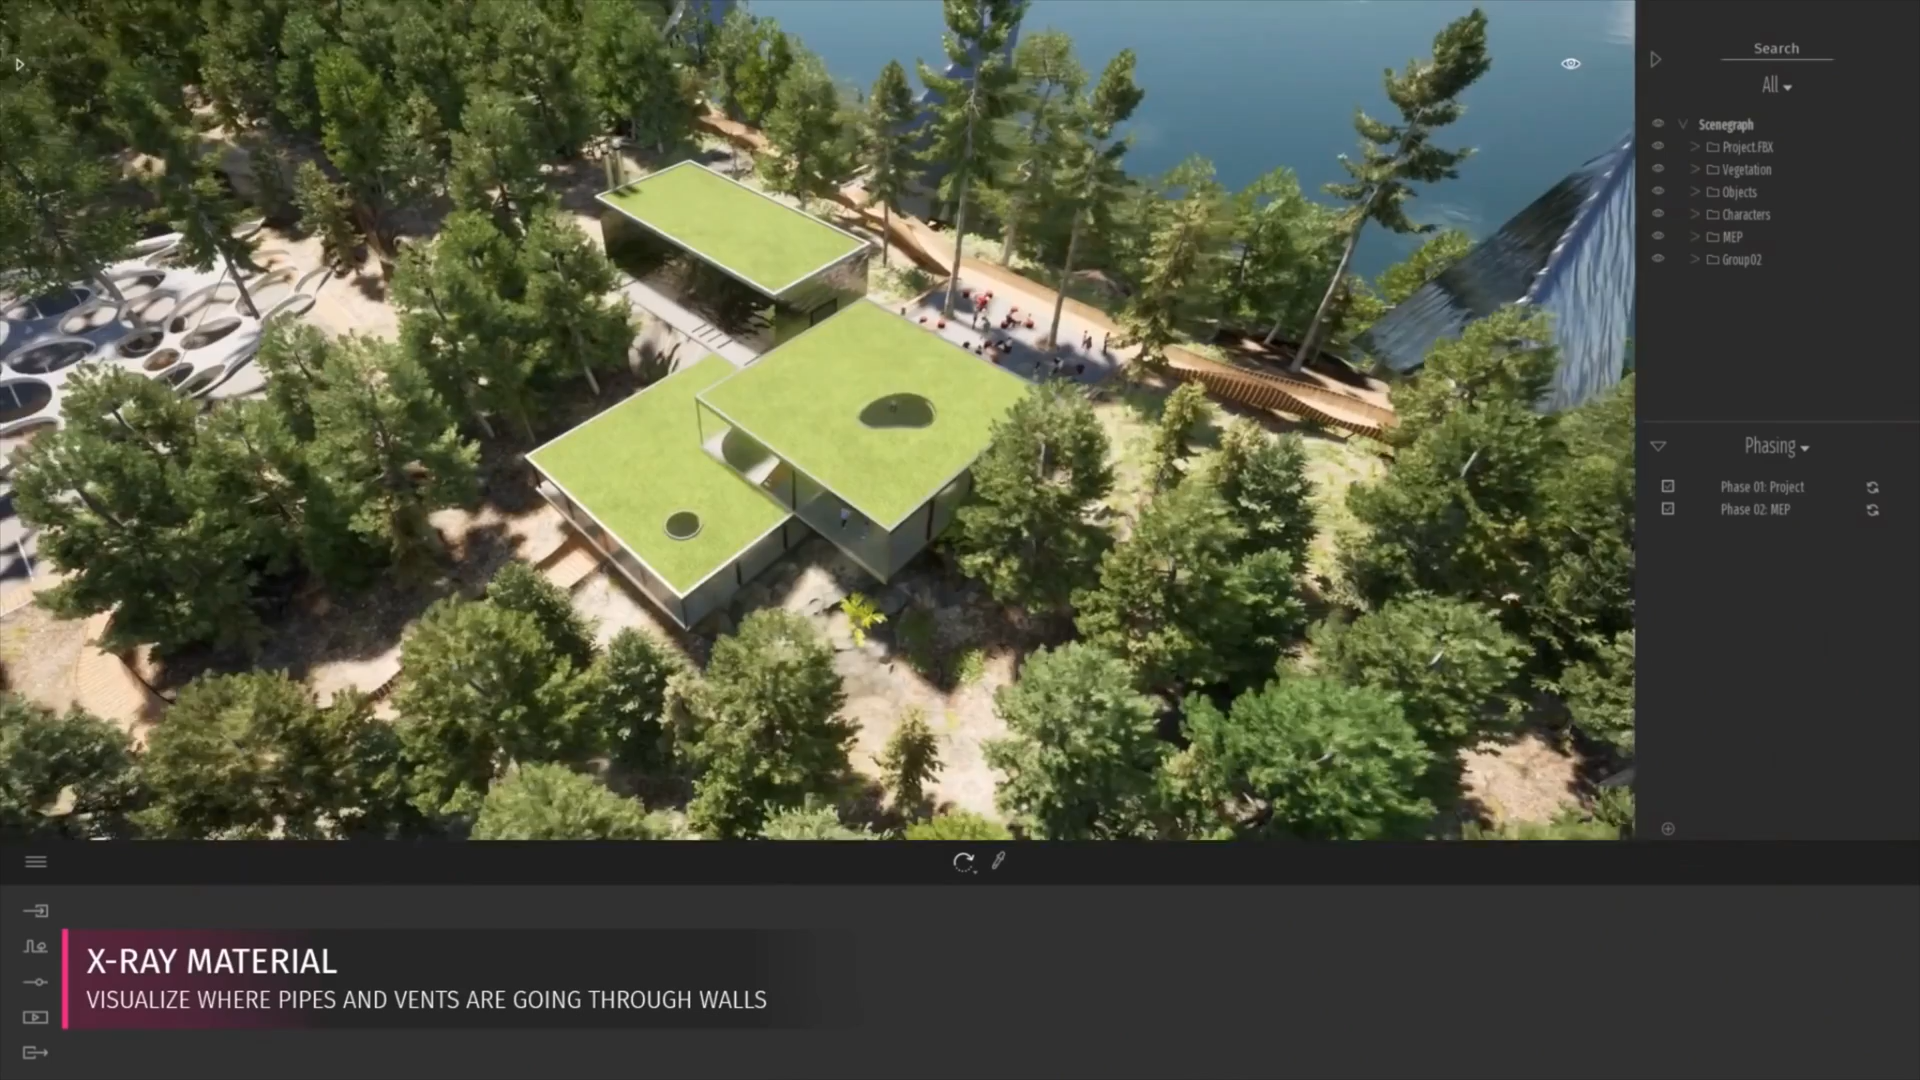 Search
All
Scenegraph
Project.FBX
Vegetation
Objects
Characters
MEP
Group02
Phasing
Phase 01: Project
Phase 02: MEP
X-RAY MATERIAL
VISUALIZE WHERE PIPES AND VENTS ARE GOING THROUGH WALLS